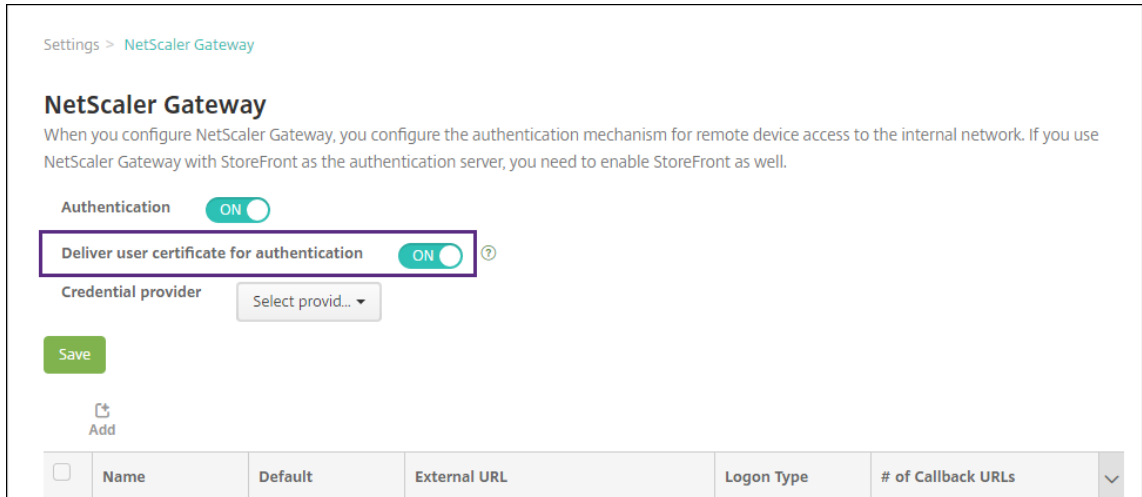 Settings > NetScaler Gateway
NetScaler Gateway
When you configure NetScaler Gateway, you configure the authentication mechanism for remote device access to the internal network. If you use
NetScaler Gateway with StoreFront as the authentication server, you need to enable StoreFront as well.
Authentication ON
Deliver user certificate for authentication ON ?
Credential provider Select provid...
Save
Add
Name Default External URL Logon Type # of Callback URLs